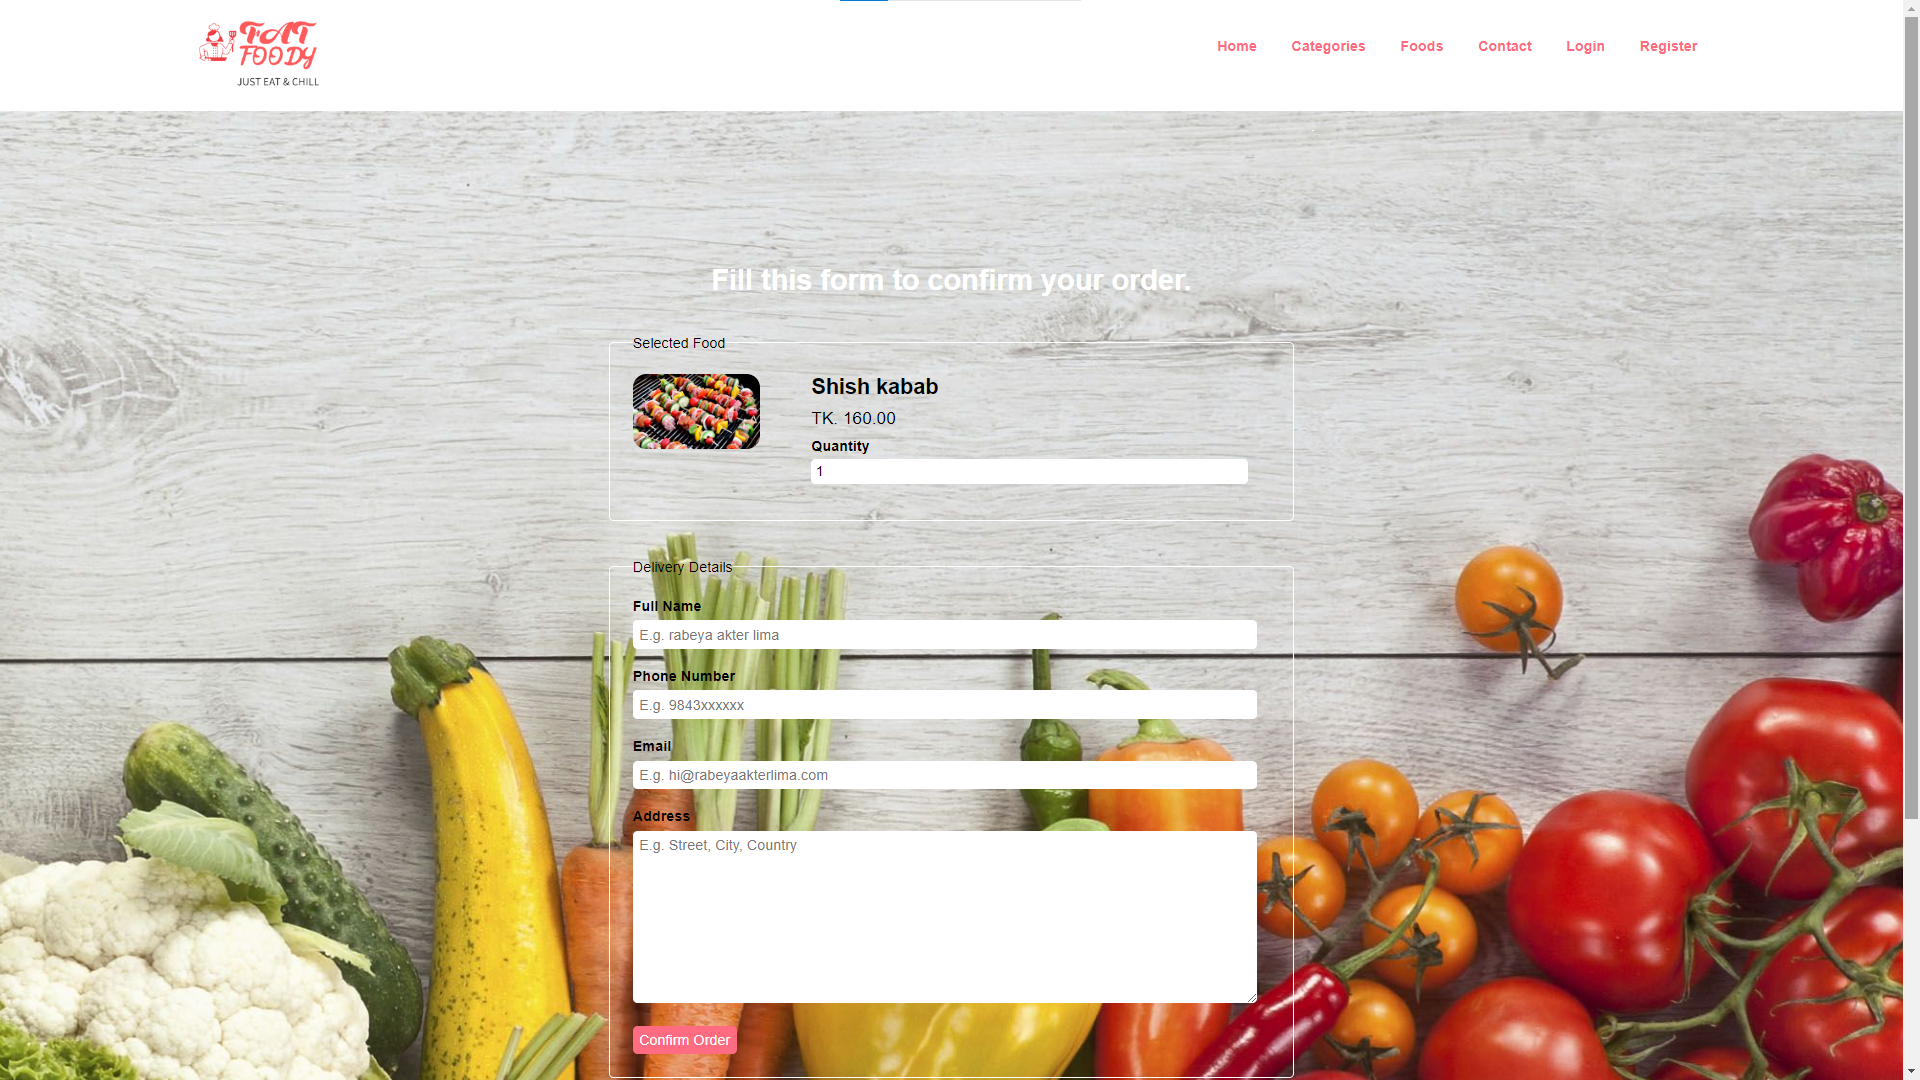 FAT
FOODY
JUST EAT & CHILL
Home Categories Foods Contact Login Register
Fill this form to confirm your order.
Selected Food
Shish kabab
TK. 160.00
Quantity
1
Delivery Details
Full Name
E.g. rabeya akter lima
Phone Number
E.g. 9843xxxxxx
Email
E.g. hi@rabeyaakterlima.com
Address
E.g. Street, City, Country
Confirm Order